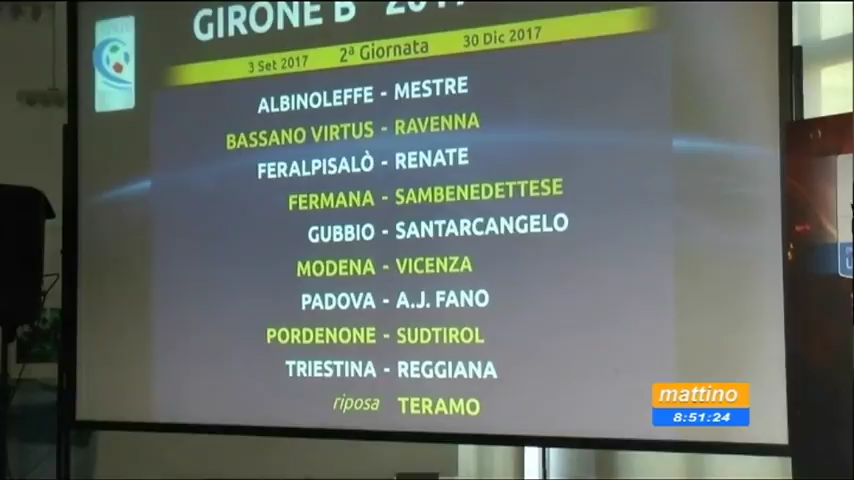 GIRONE B
3 Set 2017 2ª Giornata 30 Dic 2017
ALBINOLEFFE - MESTRE
BASSANO VIRTUS - RAVENNA
FERALPISALÒ - RENATE
FERMANA - SAMBENEDETTESE
GUBBIO - SANTARCANGELO
MODENA - VICENZA
PADOVA - A.J. FANO
PORDENONE - SUDTIROL
TRIESTINA - REGGIANA
riposa TERAMO
mattino
8:51:24